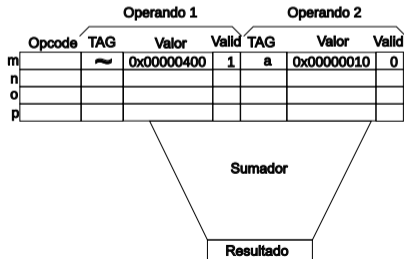 Operando 1 Operando 2
Opcode TAG Valor Valid TAG Valor Valid
m ~ 0x00000400 1 a 0x00000010 0
n
o
p
Sumador
Resultado